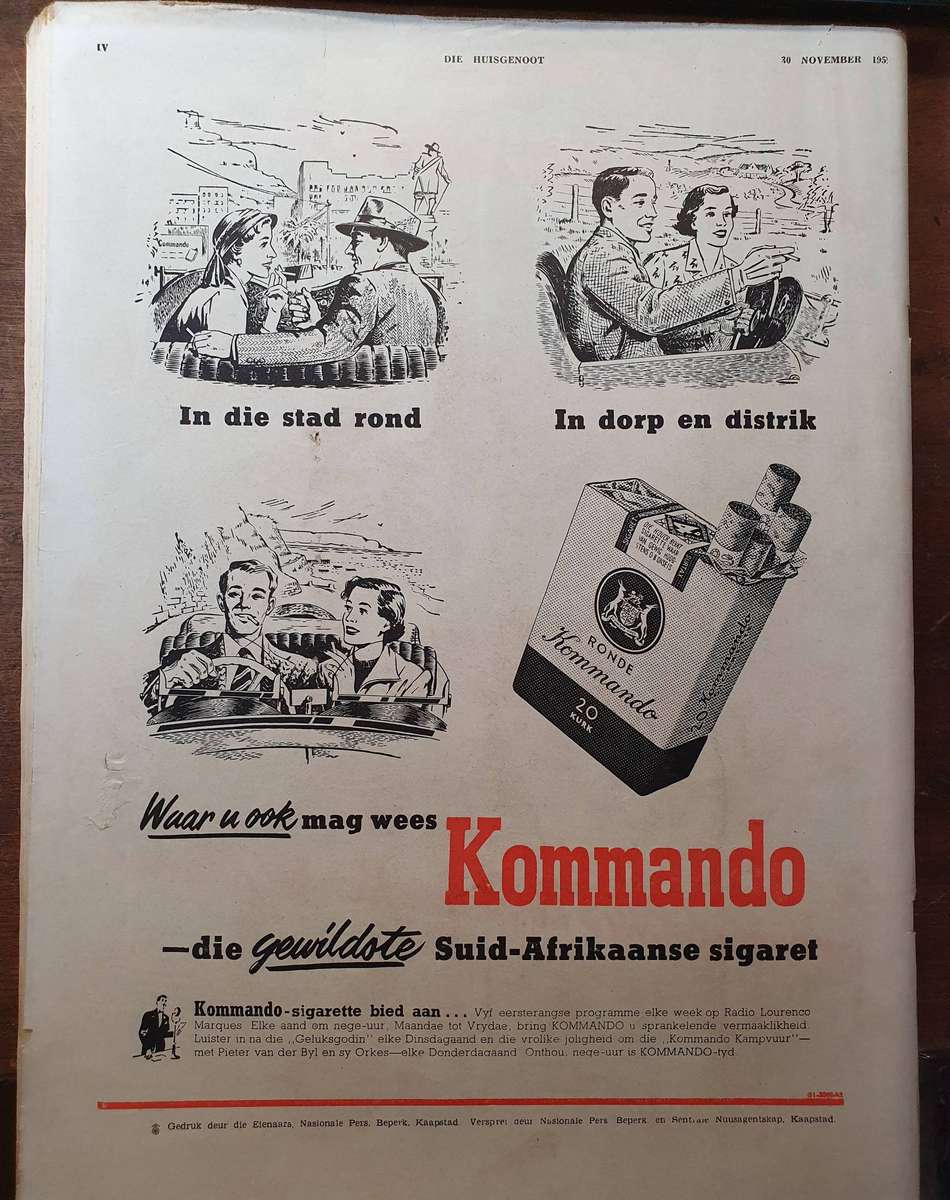 IV
DIE HUISGENOOT
30 NOVEMBER 195
Commando
In die stad rond
In dorp en distrik
RONDE
Kommando
20
KURK
20 Kommando
Waar u ook mag wees
Kommando
—die gewildste Suid-Afrikaanse sigaret
Kommando-sigarette bied aan... Vyf eersterangse programme elke week op Radio Lourenco
Marques. Elke aand om nege-uur, Maandae tot Vrydae, bring KOMMANDO u sprankelende vermaaklikheid.
Luister in na die „Geluksgodin" elke Dinsdagaand en die vrolike joligheid om die „Kommando Kampvuur"—
met Pieter van der Byl en sy Orkes—elke Donderdagaand. Onthou, nege-uur is KOMMANDO-tyd.
Gedruk deur die Eienaars, Nasionale Pers, Beperk, Kaapstad. Versprei deur Nasionale Pers Beperk, en Sentrale Nuusagentskap, Kaapstad.